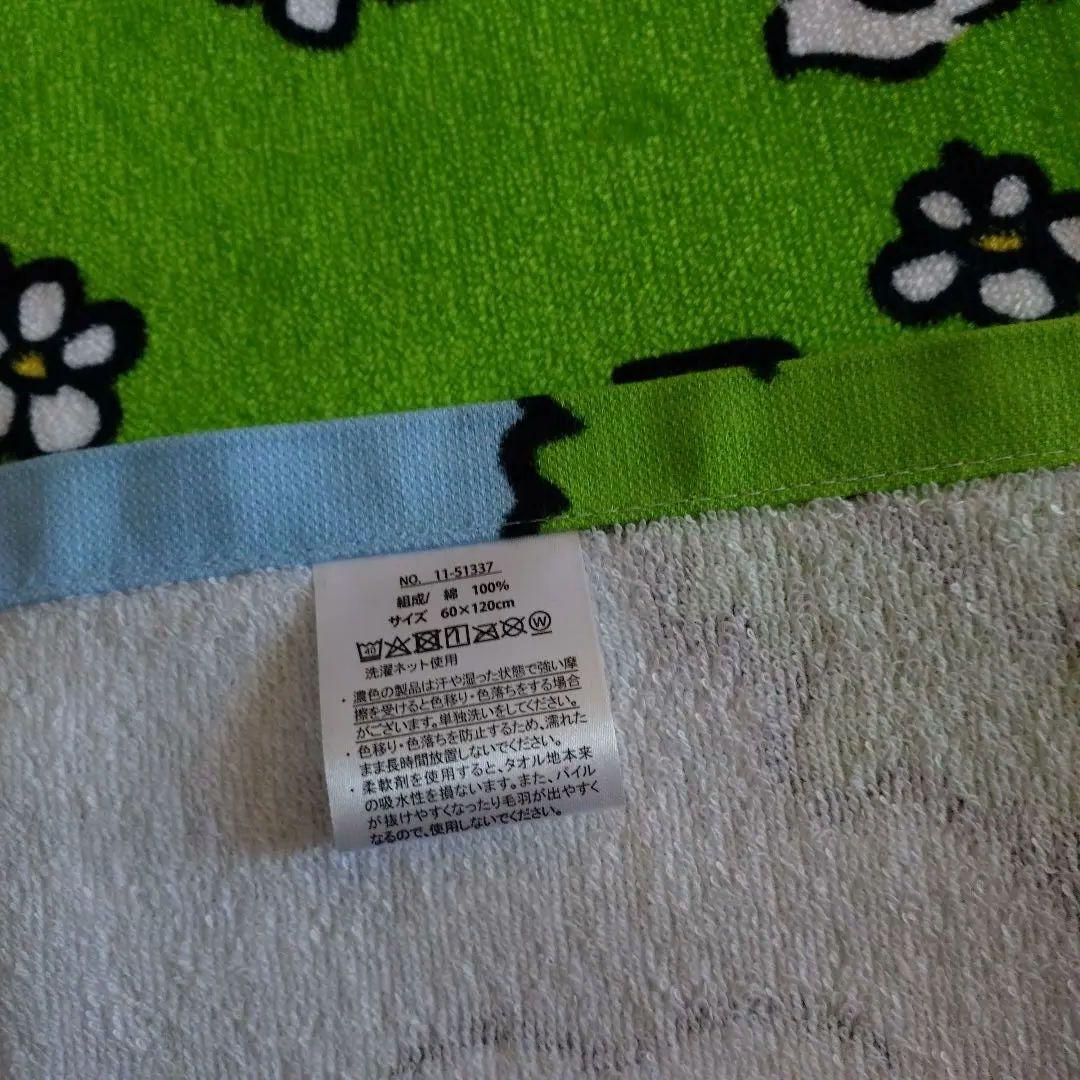 NO. 11-51337
組成/ 綿 100%
サイズ 60×120cm
40 W
洗濯ネット使用
・濃色の製品は汗や湿った状態で強い摩
擦を受けると色移り・色落ちをする場合
がございます。単独洗いをしてください。
・色移り・色落ちを防止するため、濡れた
まま長時間放置しないでください。
・柔軟剤を使用すると、タオル地本来
の吸水性を損ないます。また、パイル
が抜けやすくなったり毛羽が出やすく
なるので、使用しないでください。